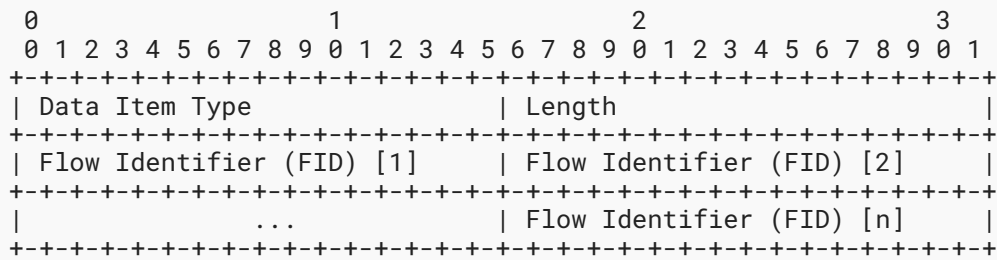 0                   1                   2                   3
 0 1 2 3 4 5 6 7 8 9 0 1 2 3 4 5 6 7 8 9 0 1 2 3 4 5 6 7 8 9 0 1
+-+-+-+-+-+-+-+-+-+-+-+-+-+-+-+-+-+-+-+-+-+-+-+-+-+-+-+-+-+-+-+-+
| Data Item Type                | Length                        |
+-+-+-+-+-+-+-+-+-+-+-+-+-+-+-+-+-+-+-+-+-+-+-+-+-+-+-+-+-+-+-+-+
| Flow Identifier (FID) [1]     | Flow Identifier (FID) [2]     |
+-+-+-+-+-+-+-+-+-+-+-+-+-+-+-+-+-+-+-+-+-+-+-+-+-+-+-+-+-+-+-+-+
|               ...             | Flow Identifier (FID) [n]     |
+-+-+-+-+-+-+-+-+-+-+-+-+-+-+-+-+-+-+-+-+-+-+-+-+-+-+-+-+-+-+-+-+